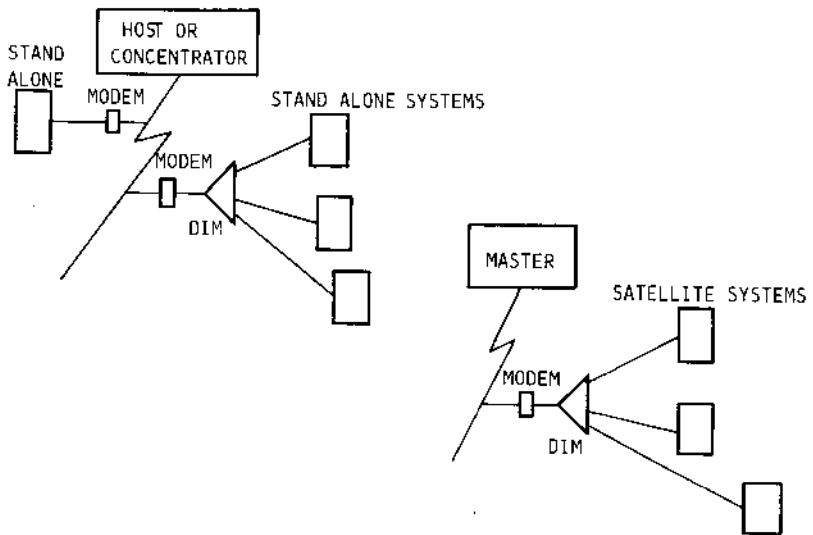 HOST OR
CONCENTRATOR
STAND
ALONE
MODEM
STAND ALONE SYSTEMS
MODEM
DIM
MASTER
SATELLITE SYSTEMS
MODEM
DIM